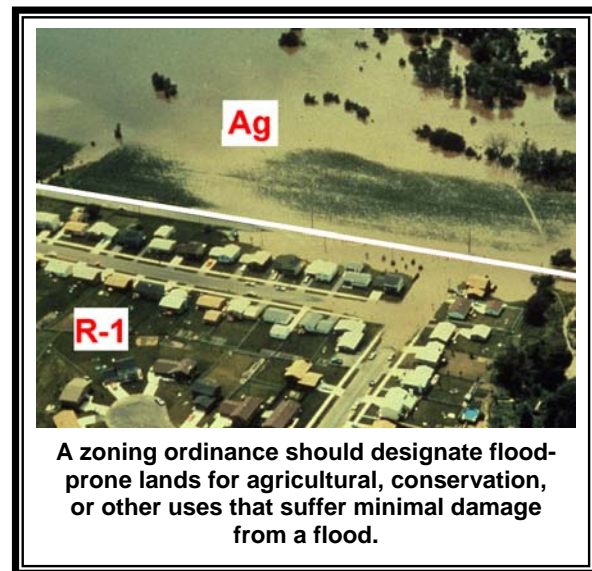 Ag
R-1
A zoning ordinance should designate flood-
prone lands for agricultural, conservation,
or other uses that suffer minimal damage
from a flood.